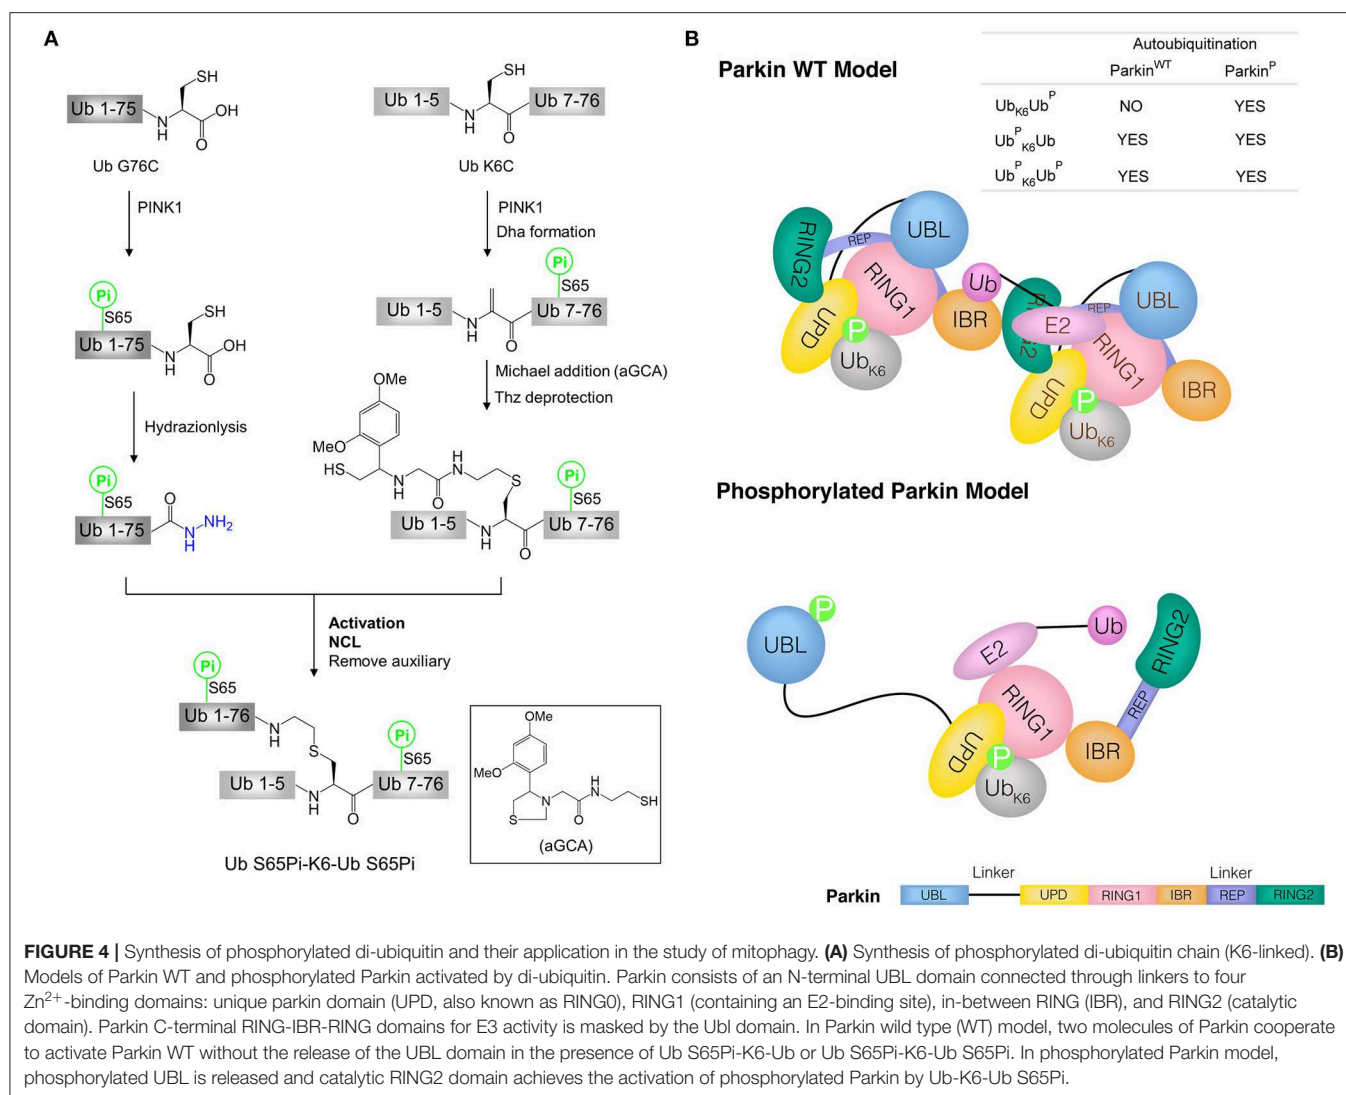 A
SH
Ub 1-75
N
H
OH
O
Ub G76C
PINK1
Pi
S65
SH
Ub 1-75
N
H
OH
O
Hydrazionlysis
Pi
S65
O
Ub 1-75
N
H
NH2
SH
Ub 1-5
Ub 7-76
N
H
O
Ub K6C
PINK1
Dha formation
Pi
S65
Ub 1-5
Ub 7-76
N
H
O
Michael addition (aGCA)
Thz deprotection
OMe
MeO
HS
N
H
O
H
N
S
Pi
S65
Ub 1-5
Ub 7-76
N
H
O
Activation
NCL
Remove auxiliary
Pi
S65
Ub 1-76
N
H
S
Pi
S65
Ub 1-5
Ub 7-76
N
H
O
Ub S65Pi-K6-Ub S65Pi
OMe
MeO
H
N
N
SH
S
O
(aGCA)
B
Parkin WT Model
Autoubiquitination
ParkinWT ParkinP
UbK6UbP NO YES
UbPK6Ub YES YES
UbPK6UbP YES YES
RING2
REP
UBL
RING1
UPD
P
UbK6
IBR
Ub
RING2
E2
REP
UBL
RING1
UPD
P
UbK6
IBR
Phosphorylated Parkin Model
P
UBL
E2
Ub
RING2
RING1
REP
UPD
P
IBR
UbK6
Linker Linker
Parkin UBL UPD RING1 IBR REP RING2
FIGURE 4 | Synthesis of phosphorylated di-ubiquitin and their application in the study of mitophagy. (A) Synthesis of phosphorylated di-ubiquitin chain (K6-linked). (B)
Models of Parkin WT and phosphorylated Parkin activated by di-ubiquitin. Parkin consists of an N-terminal UBL domain connected through linkers to four
Zn2+-binding domains: unique parkin domain (UPD, also known as RING0), RING1 (containing an E2-binding site), in-between RING (IBR), and RING2 (catalytic
domain). Parkin C-terminal RING-IBR-RING domains for E3 activity is masked by the Ubl domain. In Parkin wild type (WT) model, two molecules of Parkin cooperate
to activate Parkin WT without the release of the UBL domain in the presence of Ub S65Pi-K6-Ub or Ub S65Pi-K6-Ub S65Pi. In phosphorylated Parkin model,
phosphorylated UBL is released and catalytic RING2 domain achieves the activation of phosphorylated Parkin by Ub-K6-Ub S65Pi.